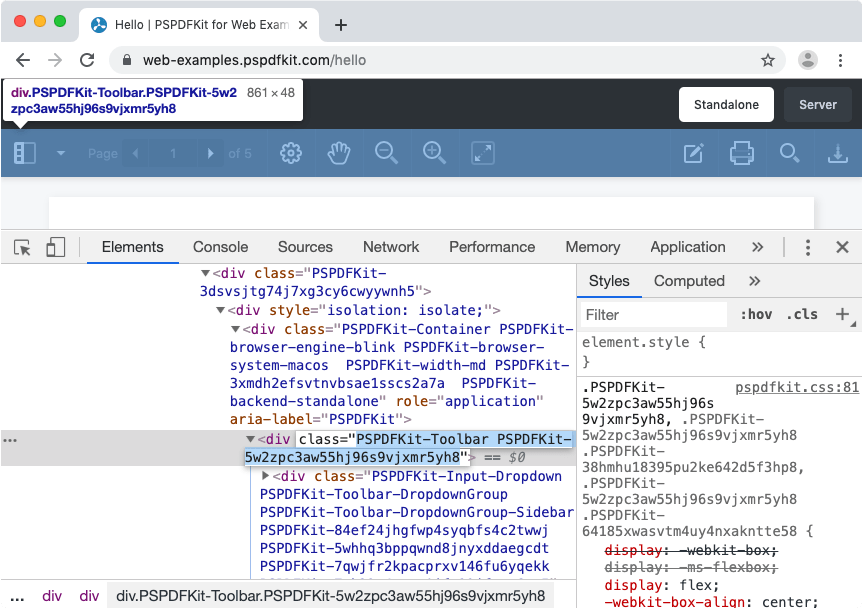 Hello | PSPDFKit for Web Exam
web-examples.pspdfkit.com/hello
div.PSPDFKit-Toolbar.PSPDFKit-5w2 861 × 48
zpc3aw55hj96s9vjxmr5yh8
Standalone Server
Page 1 of 5
Elements Console Sources Network Performance Memory Application »
<div class="PSPDFKit-
3dsvsjtg74j7xg3cy6cwyywnh5">
<div style="isolation: isolate;">
<div class="PSPDFKit-Container PSPDFKit-
browser-engine-blink PSPDFKit-browser-
system-macos  PSPDFKit-width-md PSPDFKit-
3xmdh2efsvtnvbsae1sscs2a7a  PSPDFKit-
backend-standalone" role="application"
aria-label="PSPDFKit">
<div class="PSPDFKit-Toolbar PSPDFKit-
5w2zpc3aw55hj96s9vjxmr5yh8"> == $0
<div class="PSPDFKit-Input-Dropdown
PSPDFKit-Toolbar-DropdownGroup
PSPDFKit-Toolbar-DropdownGroup-Sidebar
PSPDFKit-84ef24jhgfwp4syqbfs4c2twwj
PSPDFKit-5whhq3bppqwnd8jnyxddaegcdt
PSPDFKit-7qwjfr2kpacprxv146fu6yqekk
... div div div.PSPDFKit-Toolbar.PSPDFKit-5w2zpc3aw55hj96s9vjxmr5yh8
Styles Computed »
Filter :hov .cls +
element.style {
}
.PSPDFKit- pspdfkit.css:81
5w2zpc3aw55hj96s
9vjxmr5yh8, .PSPDFKit-
5w2zpc3aw55hj96s9vjxmr5yh8
.PSPDFKit-
38hmhu18395pu2ke642d5f3hp8,
.PSPDFKit-
5w2zpc3aw55hj96s9vjxmr5yh8
.PSPDFKit-
64185xwasvtm4uy4nxakntte58 {
display: -webkit-box;
display: -ms-flexbox;
display: flex;
-webkit-box-align: center;